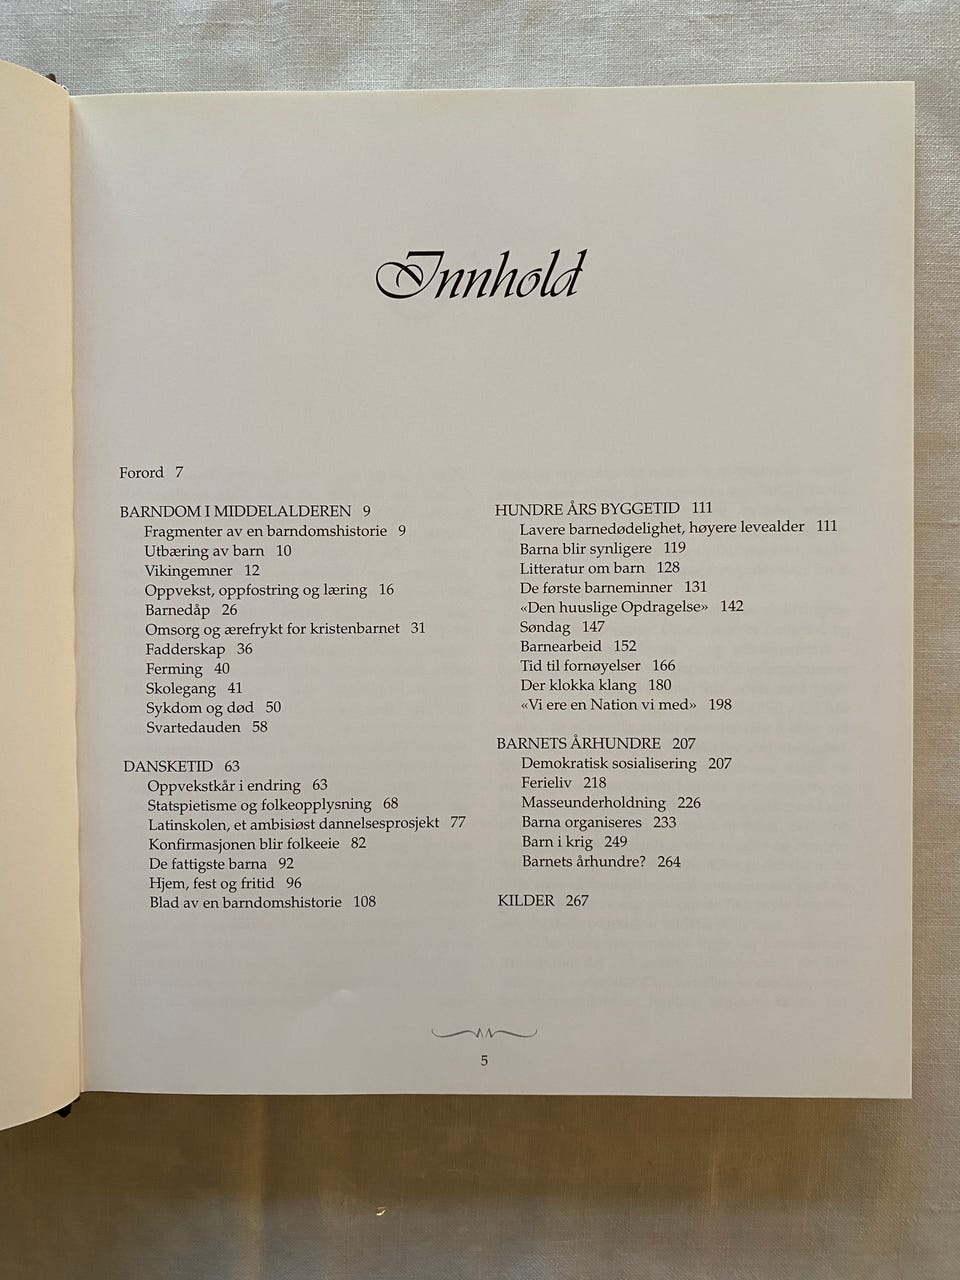 Innhold
Forord 7
BARNDOM I MIDDELALDEREN 9
Fragmenter av en barndomshistorie 9
Utbæring av barn 10
Vikingemner 12
Oppvekst, oppfostring og læring 16
Barnedåp 26
Omsorg og ærefrykt for kristenbarnet 31
Fadderskap 36
Ferming 40
Skolegang 41
Sykdom og død 50
Svartedauden 58
DANSKETID 63
Oppvekstkår i endring 63
Statspietisme og folkeopplysning 68
Latinskolen, et ambisiøst dannelsesprosjekt 77
Konfirmasjonen blir folkeeie 82
De fattigste barna 92
Hjem, fest og fritid 96
Blad av en barndomshistorie 108
HUNDRE ÅRS BYGGETID 111
Lavere barnedødelighet, høyere levealder 111
Barna blir synligere 119
Litteratur om barn 128
De første barneminner 131
«Den huuslige Opdragelse» 142
Søndag 147
Barnearbeid 152
Tid til fornøyelser 166
Der klokka klang 180
«Vi ere en Nation vi med» 198
BARNETS ÅRHUNDRE 207
Demokratisk sosialisering 207
Ferieliv 218
Masseunderholdning 226
Barna organiseres 233
Barn i krig 249
Barnets århundre? 264
KILDER 267
5